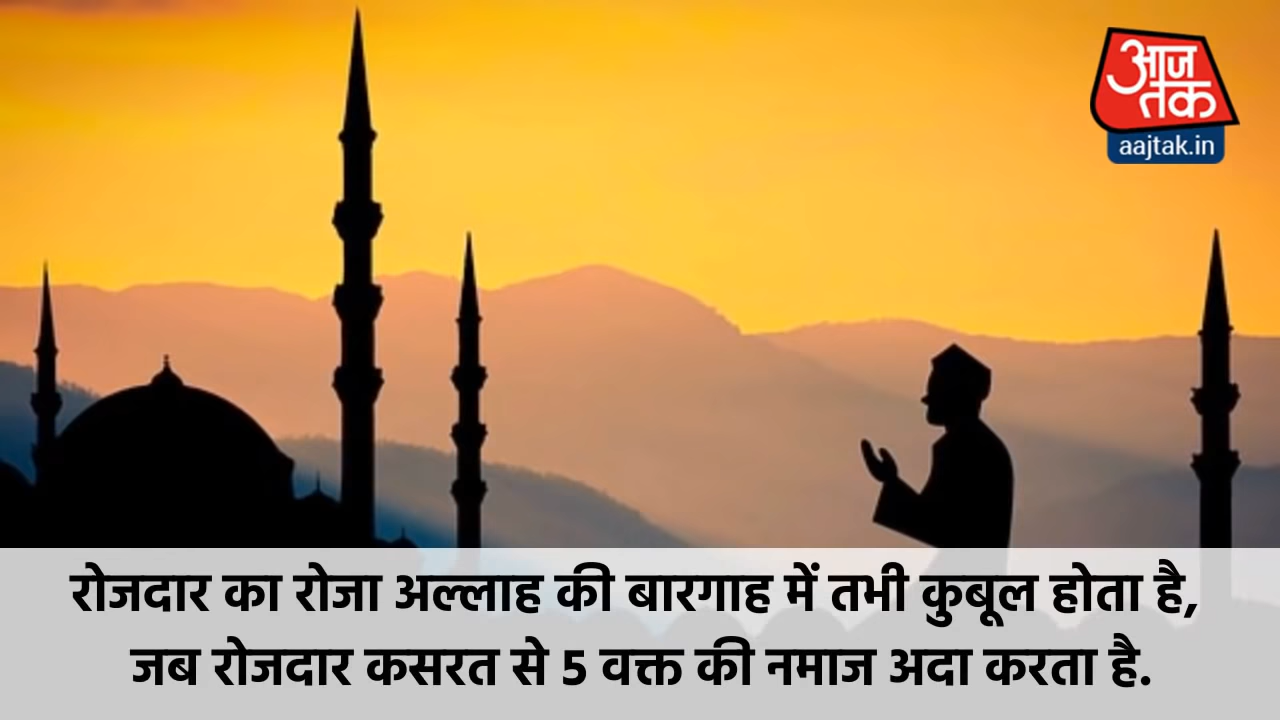 आज
तक
aajtak.in
रोजदार का रोजा अल्लाह की बारगाह में तभी कुबूल होता है,
जब रोजदार कसरत से 5 वक्त की नमाज अदा करता है.